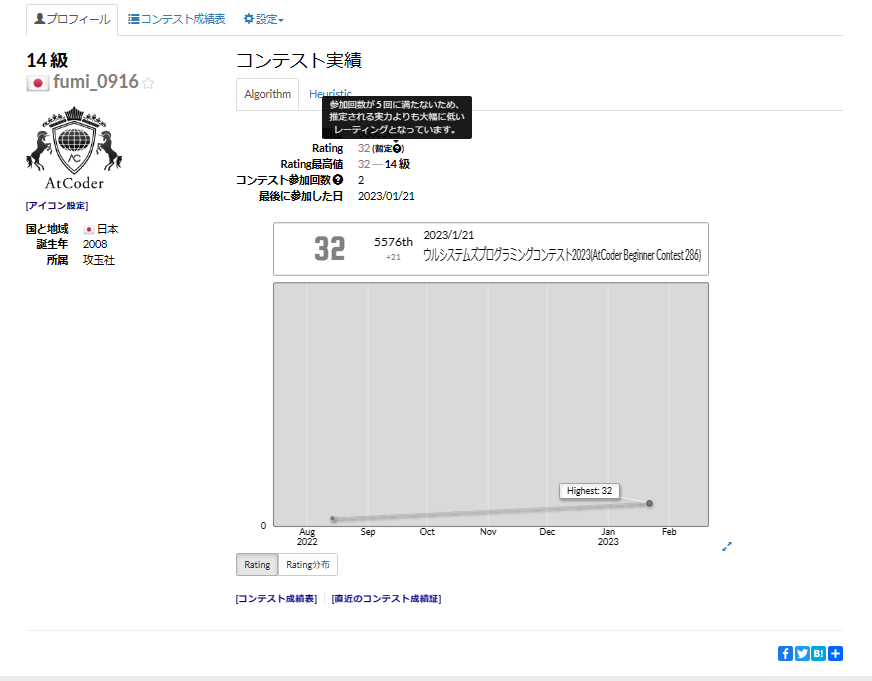 プロフィール コンテスト成績表 設定
14 級
fumi_0916
AtCoder
[アイコン設定]
国と地域 日本
誕生年 2008
所属 攻玉社
コンテスト実績
Algorithm Heuristic
参加回数が5回に満たないため、
推定される実力よりも大幅に低い
レーティングとなっています。
Rating 32 (暫定)
Rating最高値 32 ― 14 級
コンテスト参加回数 2
最後に参加した日 2023/01/21
32 5576th +21
2023/1/21
ウルシステムズプログラミングコンテスト2023(AtCoder Beginner Contest 286)
Highest: 32
0
Aug Sep Oct Nov Dec Jan Feb
2022 2023
Rating Rating分布
[コンテスト成績表] [直近のコンテスト成績証]
B!